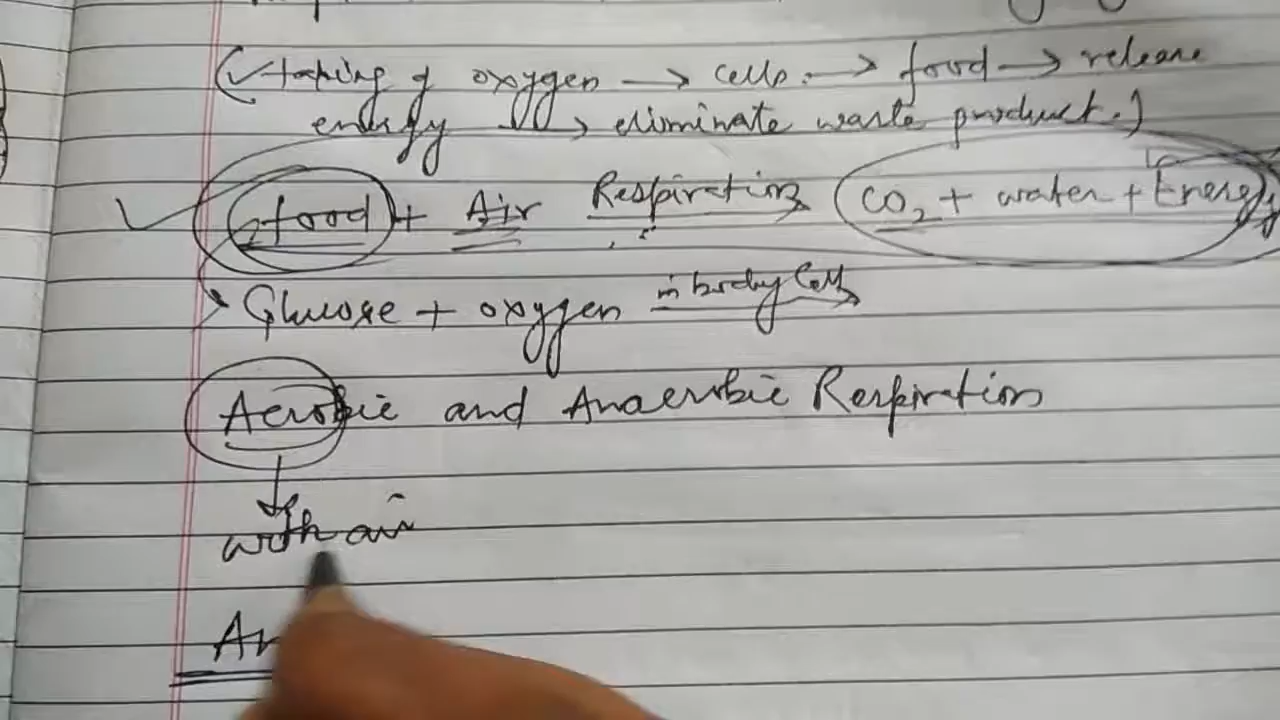 (taking of oxygen → cells → food → release
energy → eliminate waste product.)
food + Air Respiration CO2 + water + Energy
Glucose + oxygen in body Cells
Aerobic and Anaerobic Respiration
with air
An